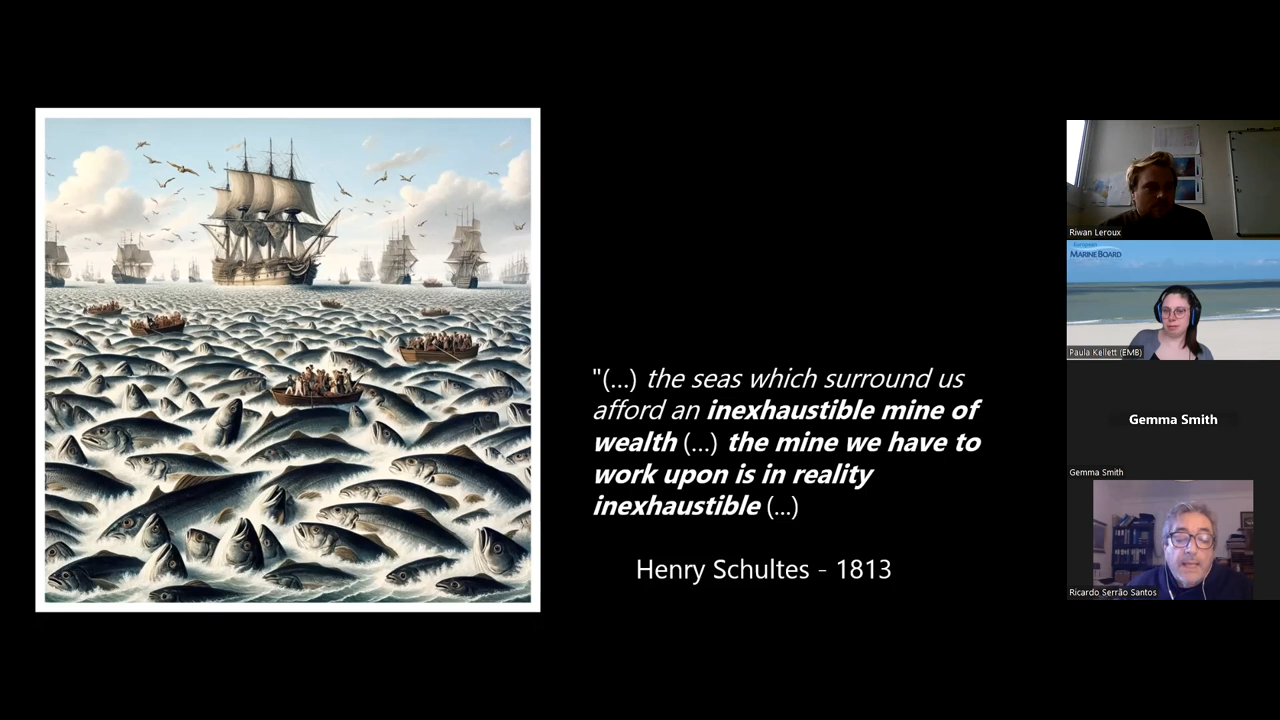 "(...) the seas which surround us
afford an inexhaustible mine of
wealth (...) the mine we have to
work upon is in reality
inexhaustible (...)
Henry Schultes - 1813
Riwan Leroux
European
MARINE BOARD
Paula Kellett (EMB)
Gemma Smith
Gemma Smith
Ricardo Serrão Santos